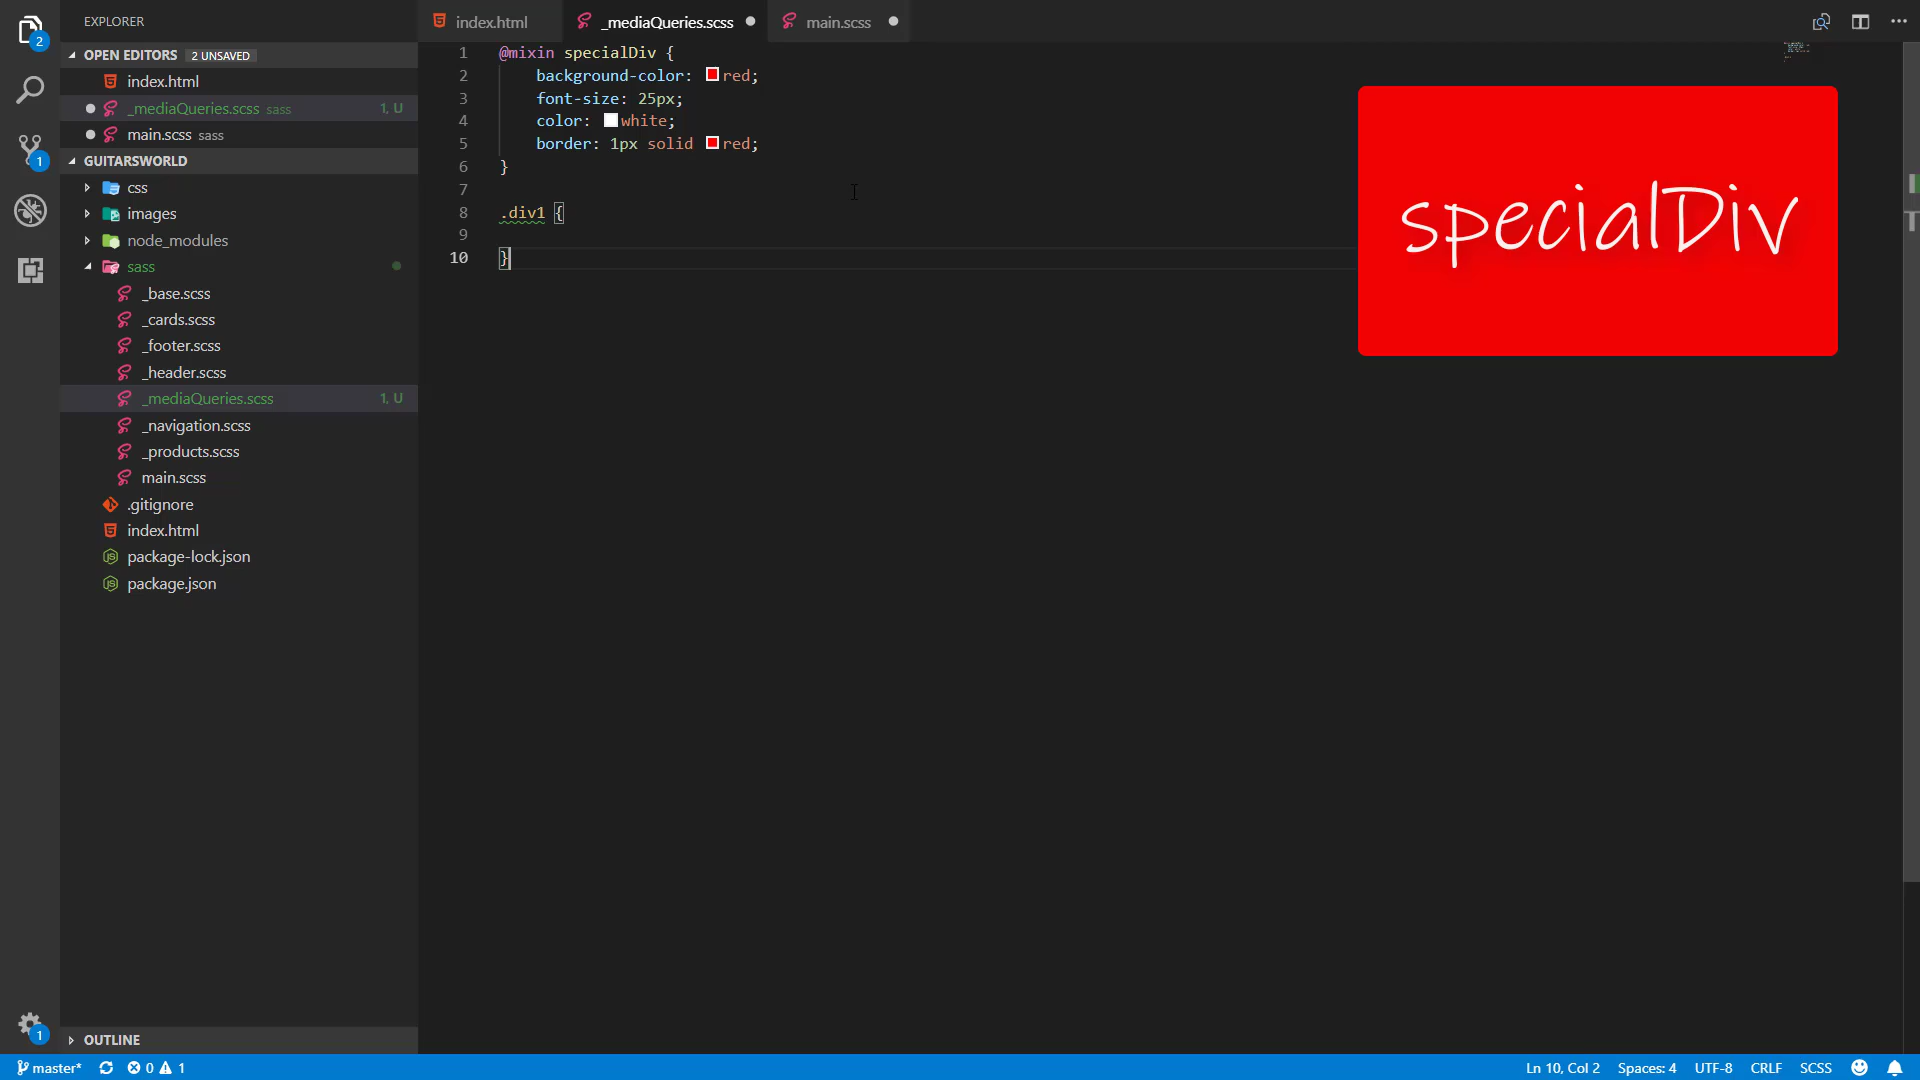 EXPLORER
OPEN EDITORS 2 UNSAVED
index.html
_mediaQueries.scss sass 1, U
main.scss sass
GUITARSWORLD
css
images
node_modules
sass
_base.scss
_cards.scss
_footer.scss
_header.scss
_mediaQueries.scss 1, U
_navigation.scss
_products.scss
main.scss
.gitignore
index.html
package-lock.json
package.json
OUTLINE
2
1
1
index.html
_mediaQueries.scss
main.scss
1 @mixin specialDiv {
2 background-color: red;
3 font-size: 25px;
4 color: white;
5 border: 1px solid red;
6 }
7
8 .div1 {
9
10 }
specialDiv
master* 0 1
Ln 10, Col 2 Spaces: 4 UTF-8 CRLF SCSS